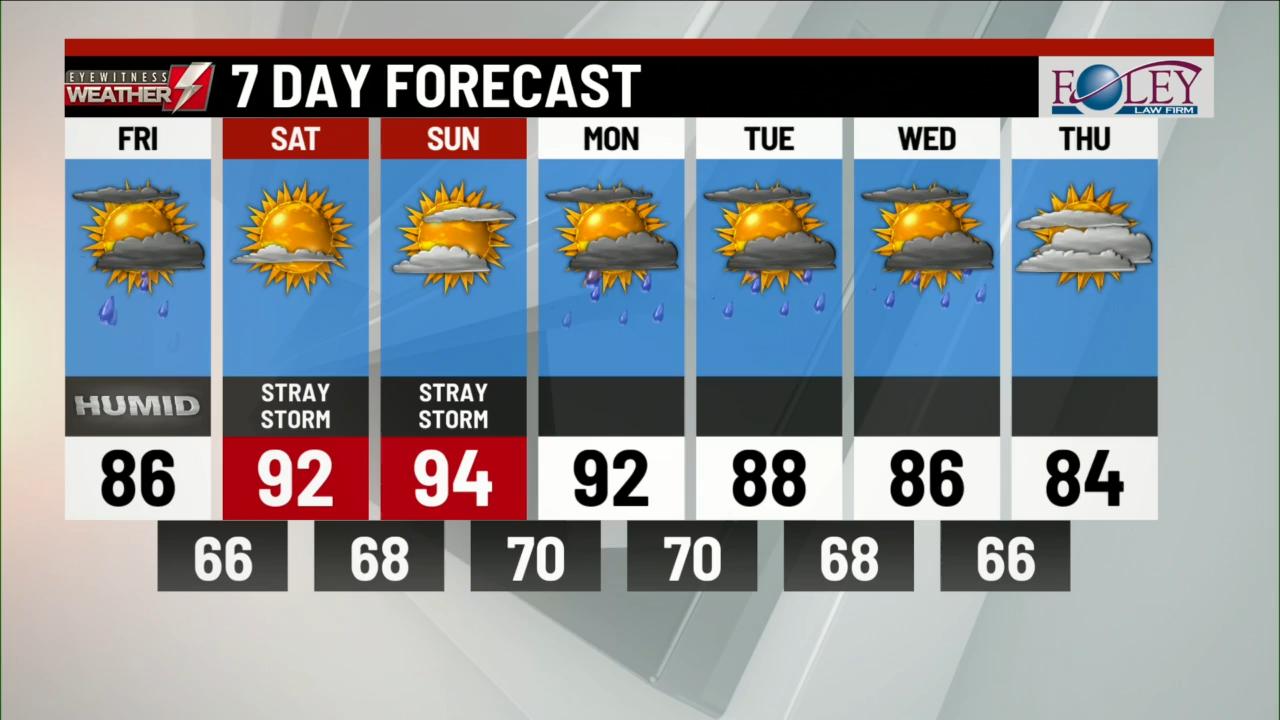 EYEWITNESS
WEATHER
7 DAY FORECAST
FOLEY
LAW FIRM
FRI
SAT
SUN
MON
TUE
WED
THU
HUMID
STRAY
STORM
STRAY
STORM
86
92
94
92
88
86
84
66
68
70
70
68
66